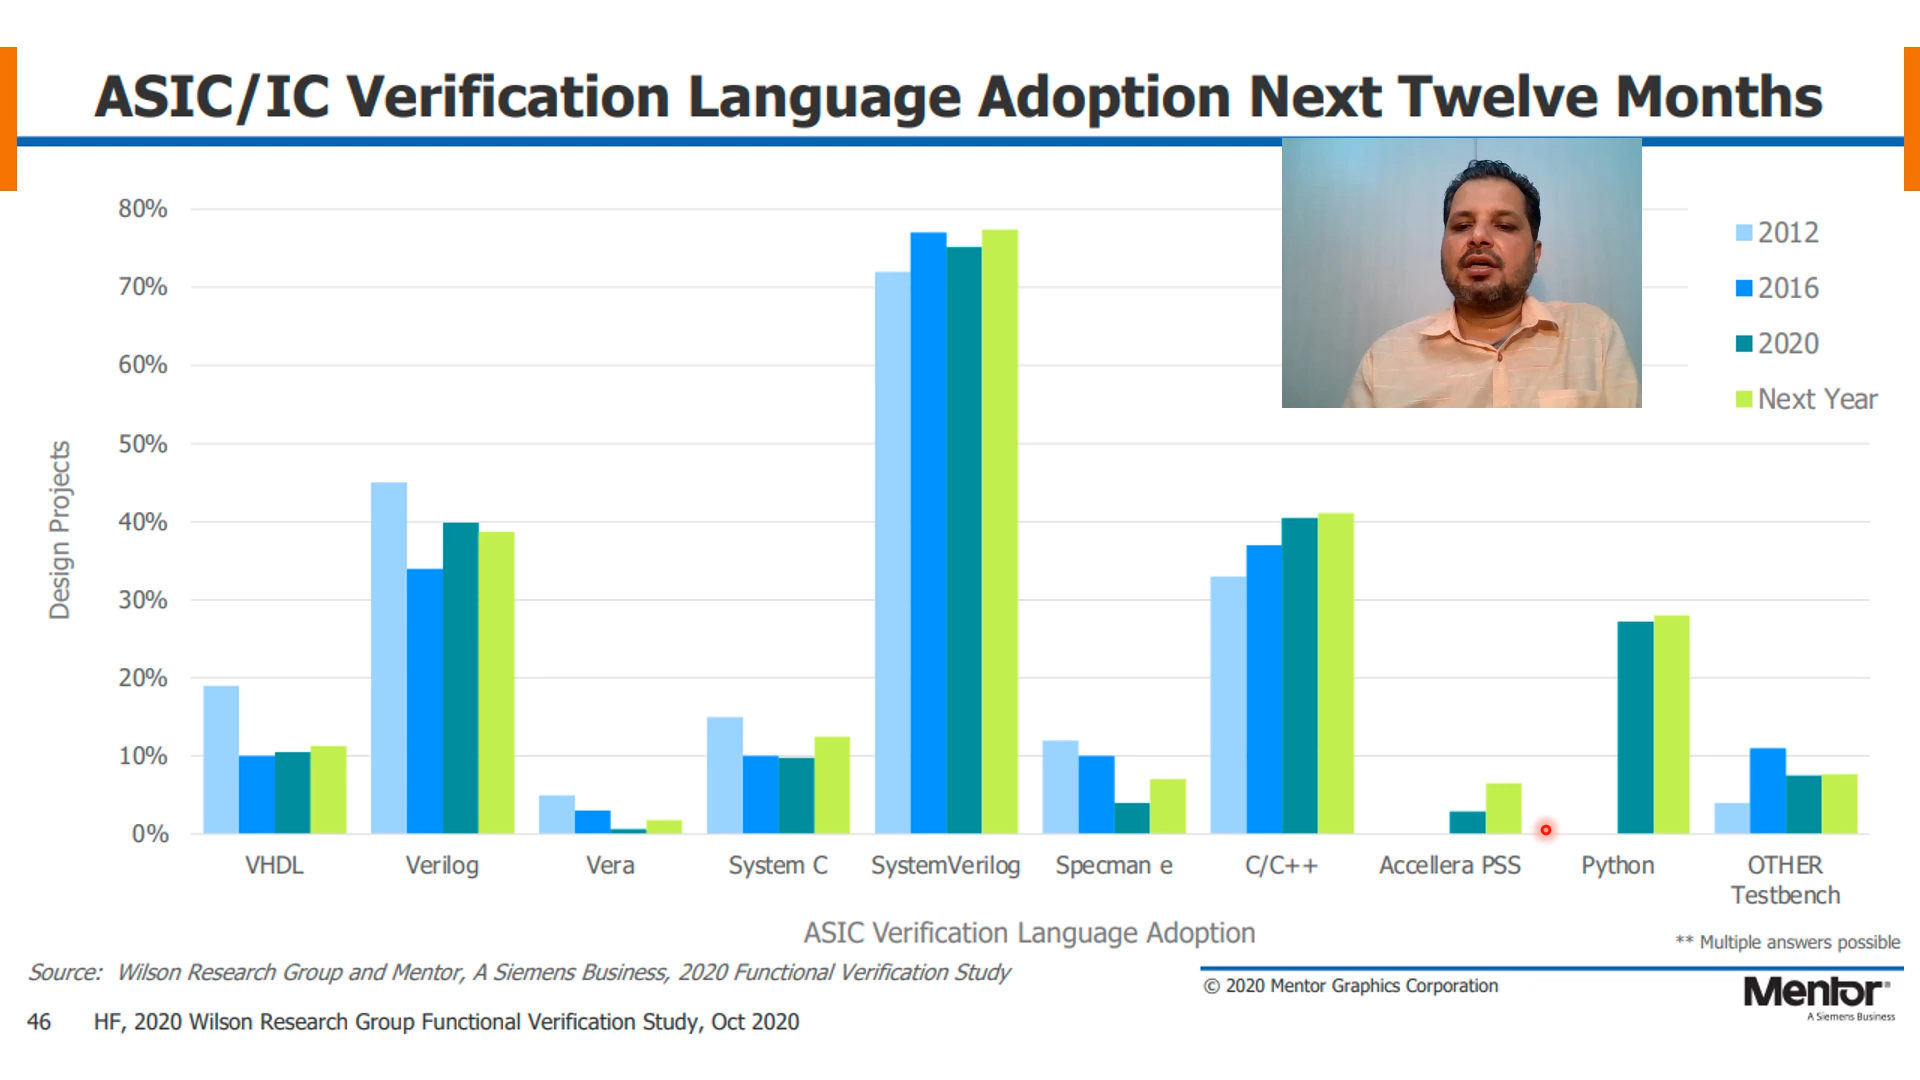 ASIC/IC Verification Language Adoption Next Twelve Months
80%
70%
60%
50%
40%
30%
20%
10%
0%
Design Projects
2012
2016
2020
Next Year
VHDL
Verilog
Vera
System C
SystemVerilog
Specman e
C/C++
Accellera PSS
Python
OTHER
Testbench
ASIC Verification Language Adoption
** Multiple answers possible
Source: Wilson Research Group and Mentor, A Siemens Business, 2020 Functional Verification Study
© 2020 Mentor Graphics Corporation
Mentor®
A Siemens Business
46 HF, 2020 Wilson Research Group Functional Verification Study, Oct 2020